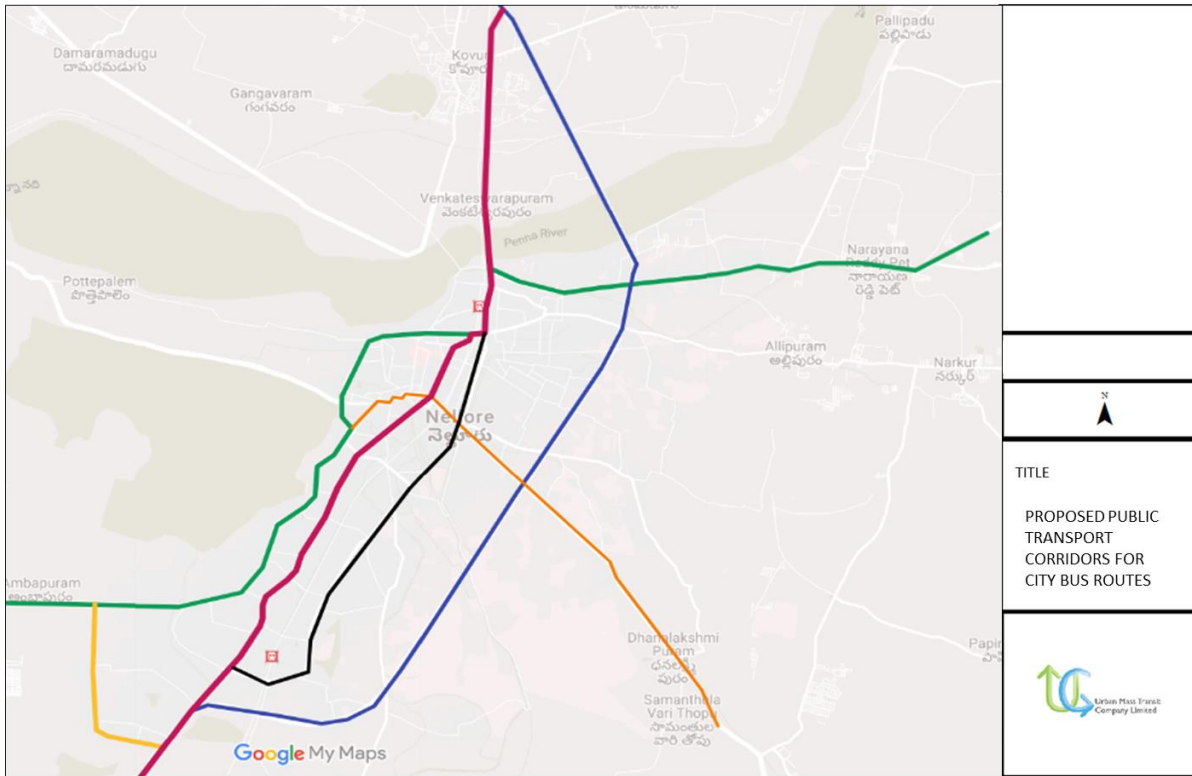 Pallipadu
పల్లిపాడు
Damaramadugu
దామరమడుగు
Kovur
కోవూరు
Gangavaram
గంగవరం
Venkateswarapuram
వెంకటేశ్వరపురం
Penna River
Narayana
Reddy Pet
నారాయణ
రెడ్డి పేట్
Pottepalem
పొత్తెపాలెం
Allipuram
అల్లీపురం
Narkur
నర్కుర్
Nellore
నెల్లూరు
Ambapuram
అంబాపురం
Dhanalakshmi
Puram
ధనలక్ష్మీ
పురం
Samanthula
Vari Thopu
సామంతుల
వారి తోపు
Google My Maps
N
TITLE
PROPOSED PUBLIC
TRANSPORT
CORRIDORS FOR
CITY BUS ROUTES
Urban Mass Transit
Company Limited